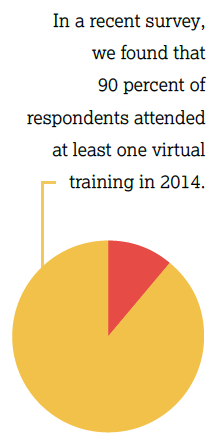 In a recent survey,
we found that
90 percent of
respondents attended
at least one virtual
training in 2014.